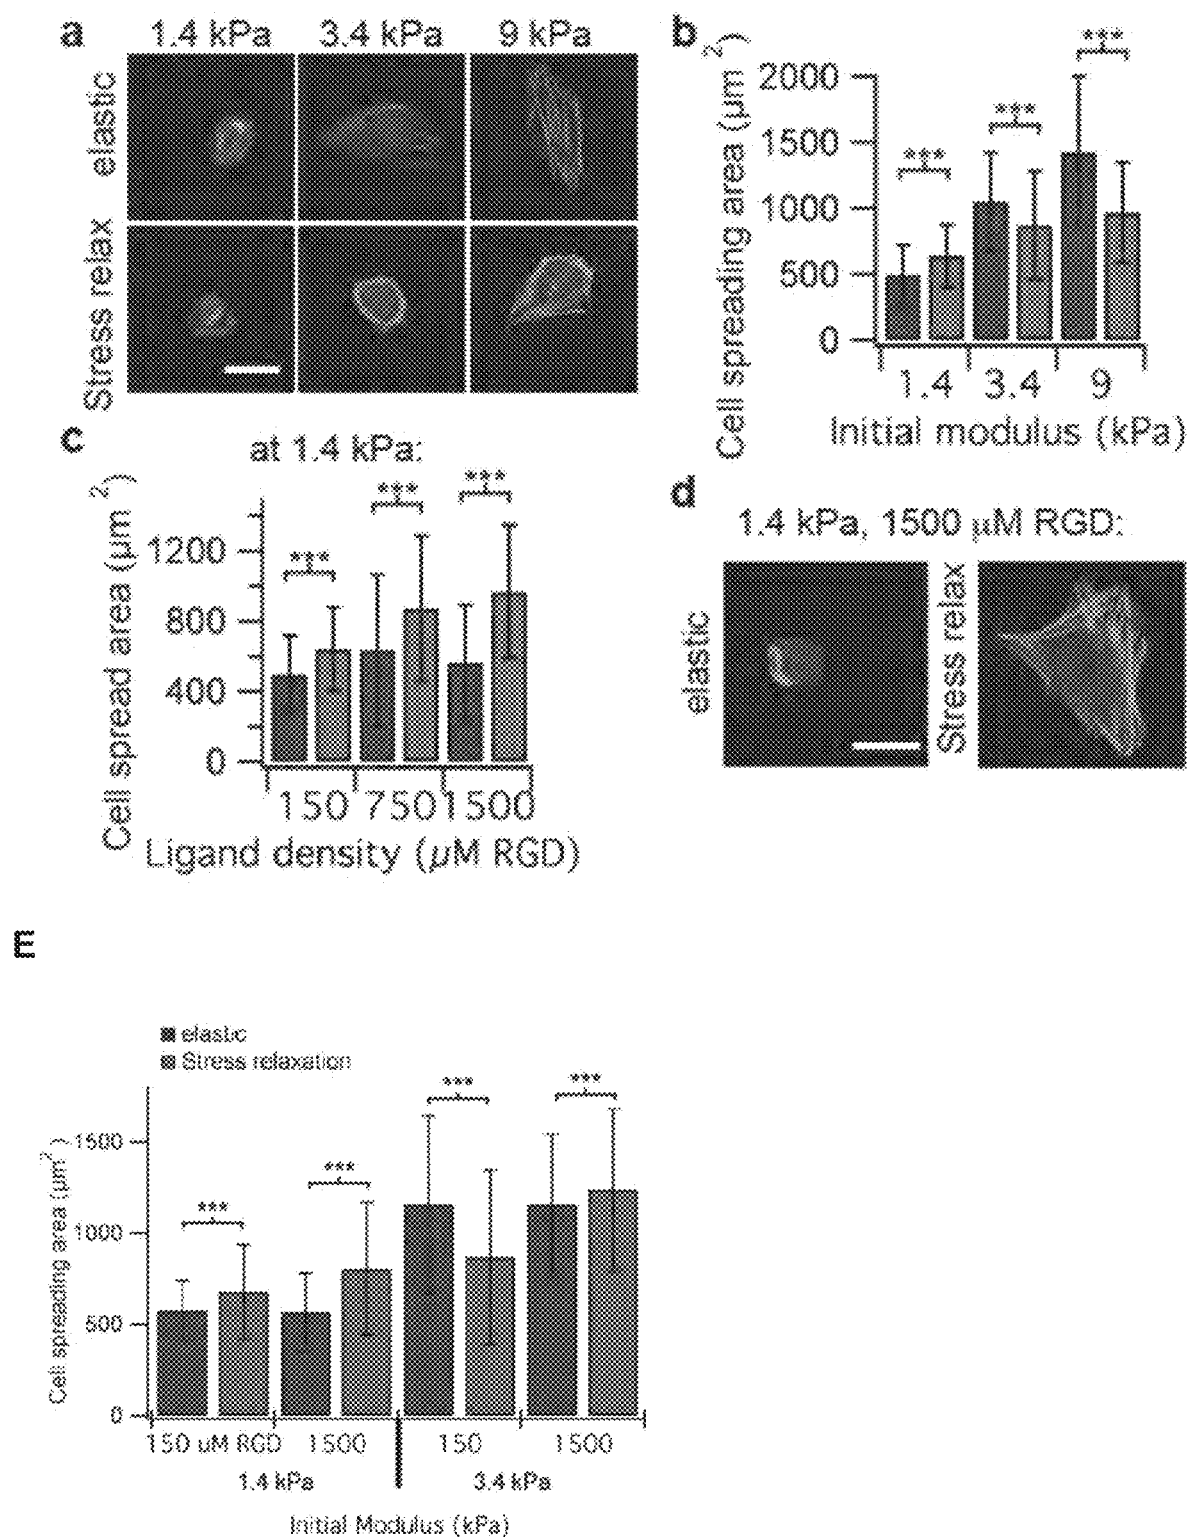 a
1.4 kPa 3.4 kPa 9 kPa
elastic
Stress relax
b
Cell spreading area (µm²)
2000
1500
1000
500
0
***
***
***
1.4 3.4 9
Initial modulus (kPa)
c
at 1.4 kPa:
Cell spread area (µm²)
1200
800
400
0
***
***
***
150 750 1500
Ligand density (µM RGD)
d
1.4 kPa, 1500 µM RGD:
elastic
Stress relax
E
elastic
Stress relaxation
Cell spreading area (µm²)
1500
1000
500
0
***
***
***
***
150 uM RGD 1500 150 1500
1.4 kPa 3.4 kPa
Initial Modulus (kPa)